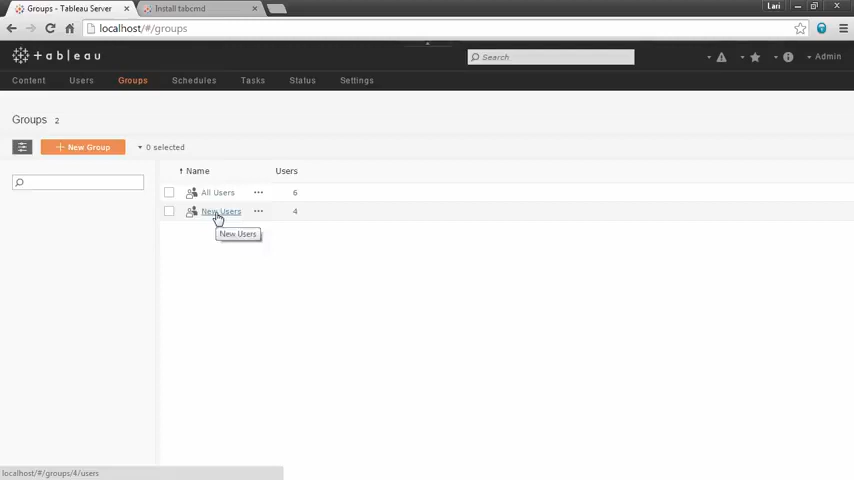 Groups - Tableau Server
Install tabcmd
Lari
localhost/#/groups
+ableau
Search
Admin
Content
Users
Groups
Schedules
Tasks
Status
Settings
Groups 2
+ New Group
0 selected
Name
Users
All Users
6
New Users
4
New Users
localhost/#/groups/4/users